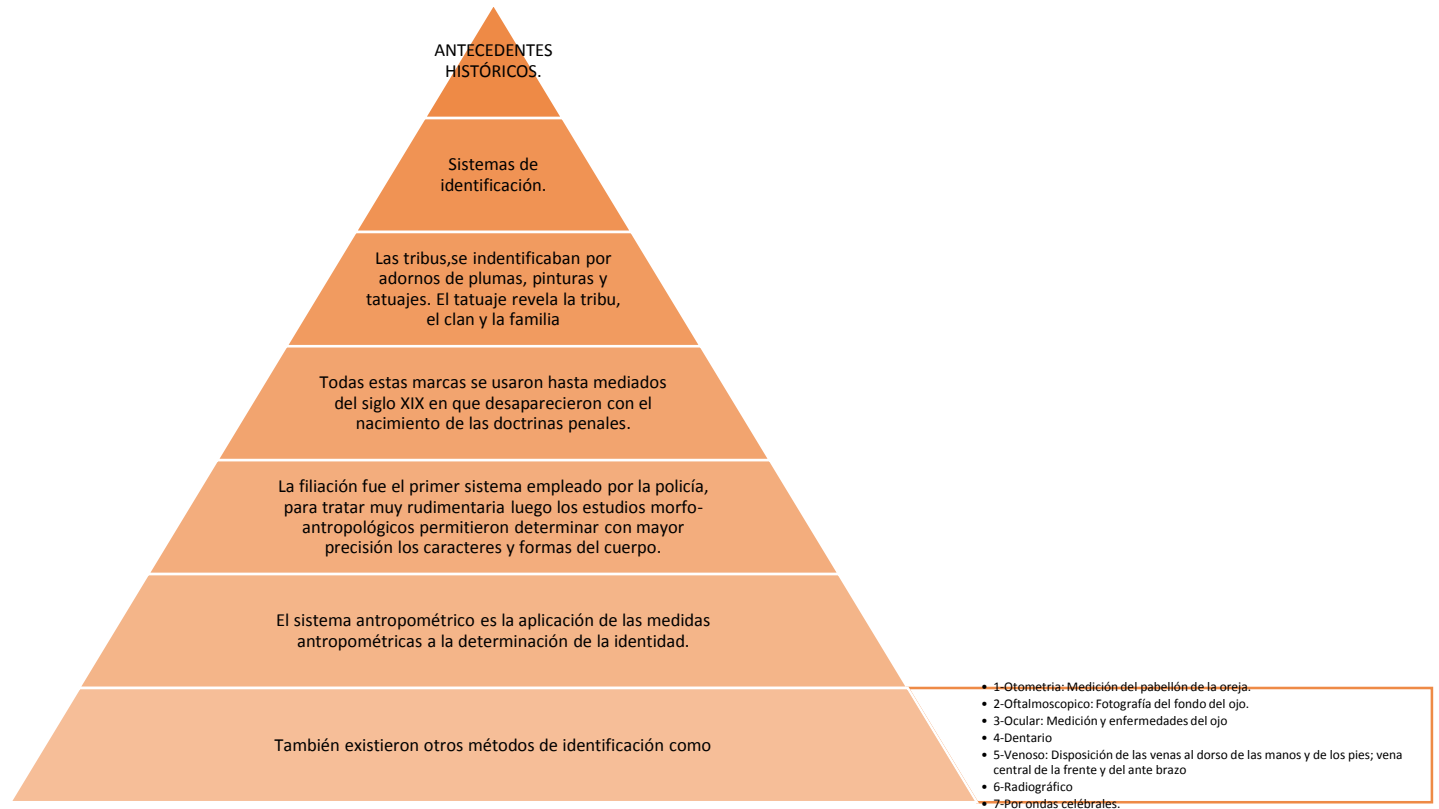 ANTECEDENTES
HISTÓRICOS.
Sistemas de
identificación.
Las tribus,se indentificaban por
adornos de plumas, pinturas y
tatuajes. El tatuaje revela la tribu,
el clan y la familia
Todas estas marcas se usaron hasta mediados
del siglo XIX en que desaparecieron con el
nacimiento de las doctrinas penales.
La filiación fue el primer sistema empleado por la policía,
para tratar muy rudimentaria luego los estudios morfo-
antropológicos permitieron determinar con mayor
precisión los caracteres y formas del cuerpo.
El sistema antropométrico es la aplicación de las medidas
antropométricas a la determinación de la identidad.
También existieron otros métodos de identificación como
• 1-Otometria: Medición del pabellón de la oreja.
• 2-Oftalmoscopico: Fotografía del fondo del ojo.
• 3-Ocular: Medición y enfermedades del ojo
• 4-Dentario
• 5-Venoso: Disposición de las venas al dorso de las manos y de los pies; vena
central de la frente y del ante brazo
• 6-Radiográfico
• 7-Por ondas celébrales.